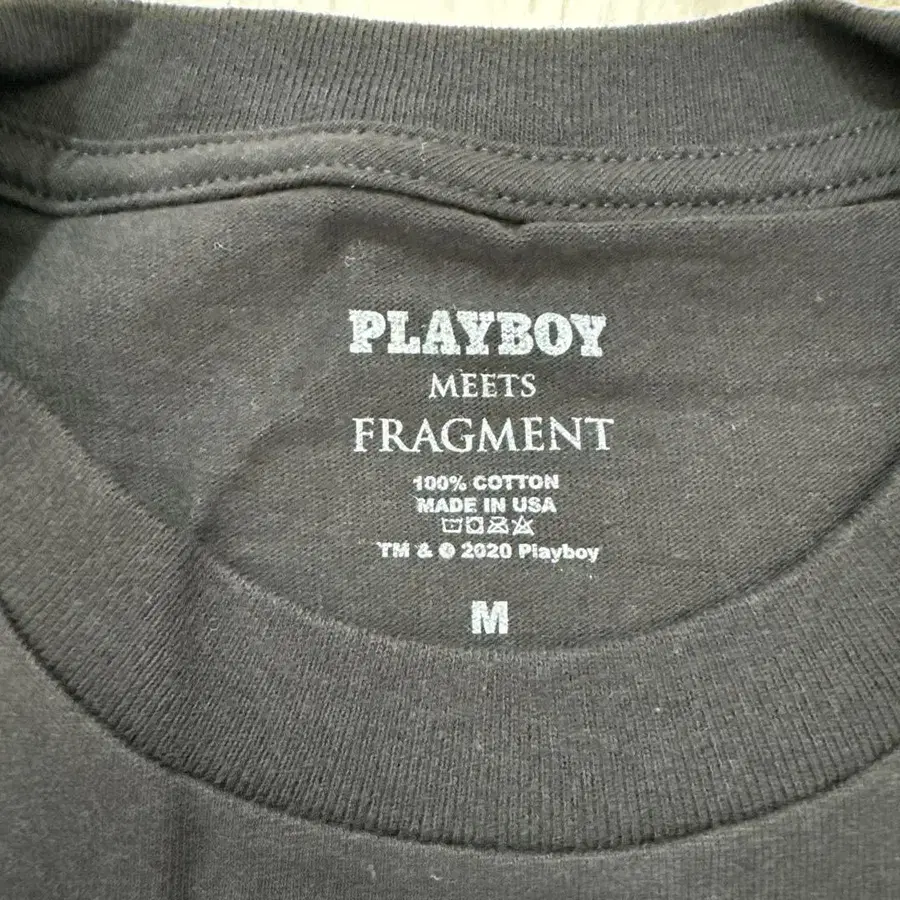 PLAYBOY
MEETS
FRAGMENT
100% COTTON
MADE IN USA
TM & © 2020 Playboy
M